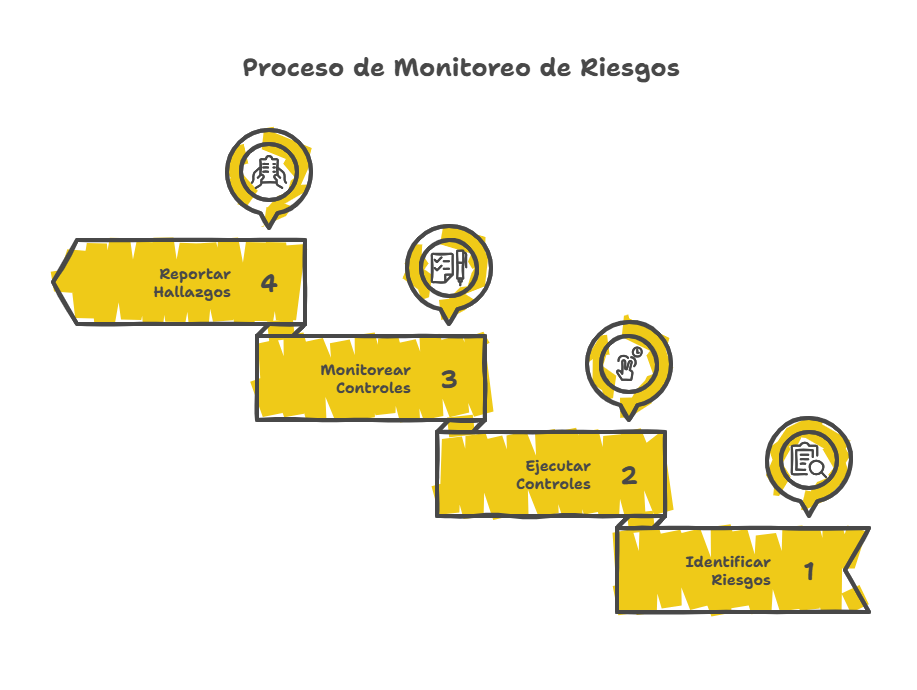 Proceso de Monitoreo de Riesgos
Reportar
Hallazgos
4
Monitorear
Controles
3
Ejecutar
Controles
2
Identificar
Riesgos
1